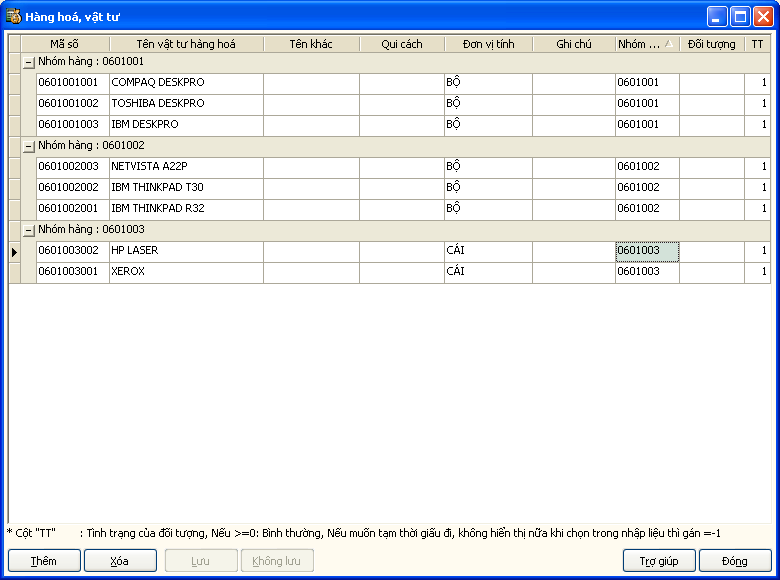 Hàng hoá, vật tư
Mã số Tên vật tư hàng hoá Tên khác Qui cách Đơn vị tính Ghi chú Nhóm ... Đối tượng TT
Nhóm hàng : 0601001
0601001001 COMPAQ DESKPRO BỘ 0601001 1
0601001002 TOSHIBA DESKPRO BỘ 0601001 1
0601001003 IBM DESKPRO BỘ 0601001 1
Nhóm hàng : 0601002
0601002003 NETVISTA A22P BỘ 0601002 1
0601002002 IBM THINKPAD T30 BỘ 0601002 1
0601002001 IBM THINKPAD R32 BỘ 0601002 1
Nhóm hàng : 0601003
0601003002 HP LASER CÁI 0601003 1
0601003001 XEROX CÁI 0601003 1
* Cột "TT" : Tình trạng của đối tượng, Nếu >=0: Bình thường, Nếu muốn tạm thời giấu đi, không hiển thị nữa khi chọn trong nhập liệu thì gán =-1
Thêm Xóa Lưu Không lưu Trợ giúp Đóng